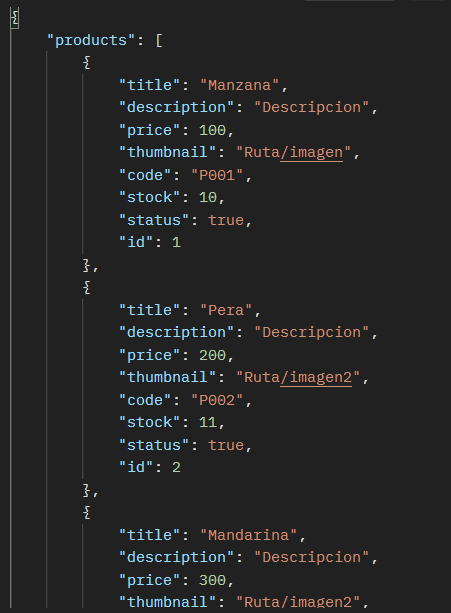 {
"products": [
{
"title": "Manzana",
"description": "Descripcion",
"price": 100,
"thumbnail": "Ruta/imagen",
"code": "P001",
"stock": 10,
"status": true,
"id": 1
},
{
"title": "Pera",
"description": "Descripcion",
"price": 200,
"thumbnail": "Ruta/imagen2",
"code": "P002",
"stock": 11,
"status": true,
"id": 2
},
{
"title": "Mandarina",
"description": "Descripcion",
"price": 300,
"thumbnail": "Ruta/imagen2",